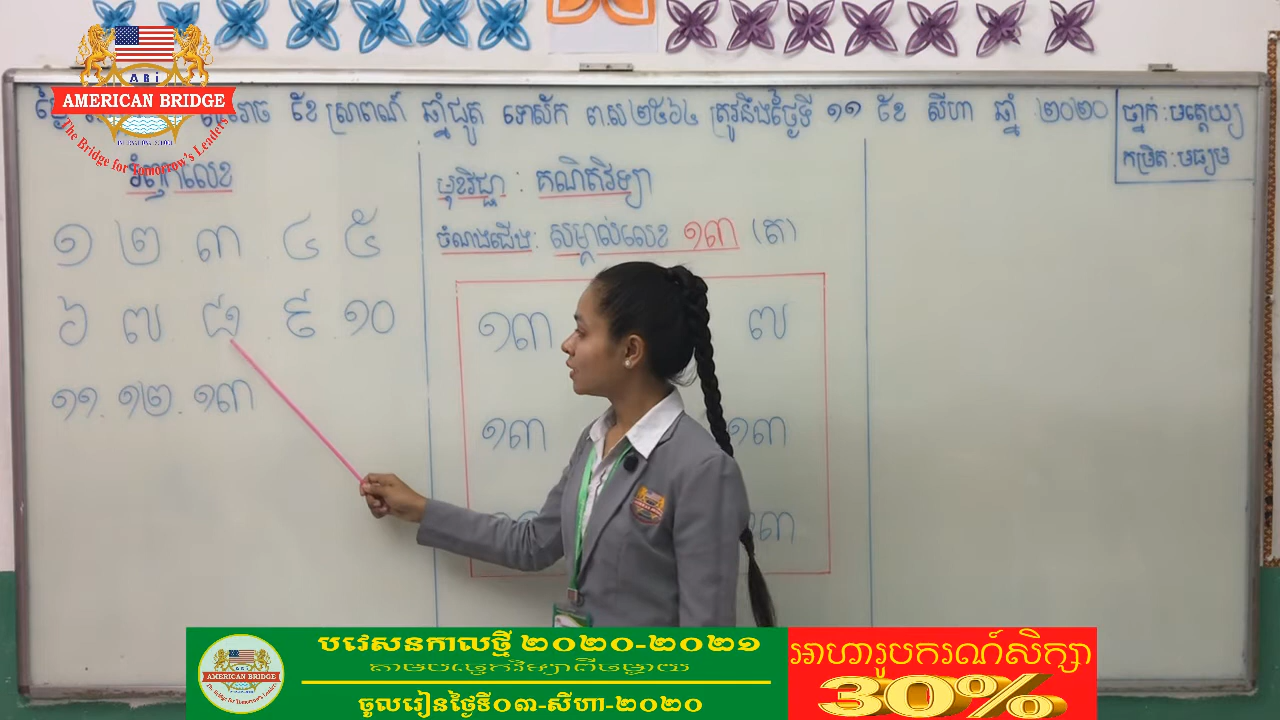 AMERICAN BRIDGE
The Bridge for Tomorrow's Leaders
ខែ ស្រាពណ៍ ឆ្នាំជូត ទោស័ក ព.ស ២៥៦៤ ត្រូវនឹងថ្ងៃទី ១១ ខែ សីហា ឆ្នាំ ២០២០
ថ្នាក់ : មត្តេយ្យ
កម្រិត : មធ្យម
រំឭកលេខ
១ ២ ៣ ៤ ៥
៦ ៧ ៨ ៩ ១០
១១ ១២ ១៣
មុខវិជ្ជា : គណិតវិទ្យា
ចំណងជើង: សម្គាល់លេខ ១៣ (ត)
១៣ ៧
១៣ ១៣
បវេសនកាលថ្មី ២០២០-២០២១
ចូលរៀនថ្ងៃទី០៣-សីហា-២០២០
អាហារូបករណ៍សិក្សា
30%